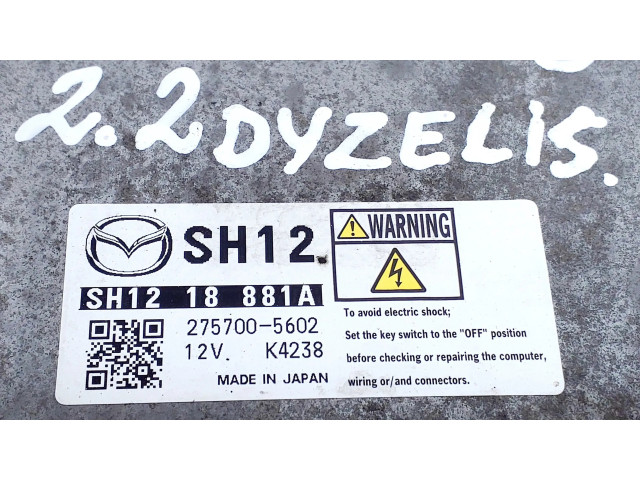 2.2 DYZELIS.
SH12
WARNING
SH12 18 881A
275700-5602
12V. K4238
MADE IN JAPAN
To avoid electric shock;
Set the key switch to the "OFF" position
before checking or repairing the computer,
wiring or/and connectors.